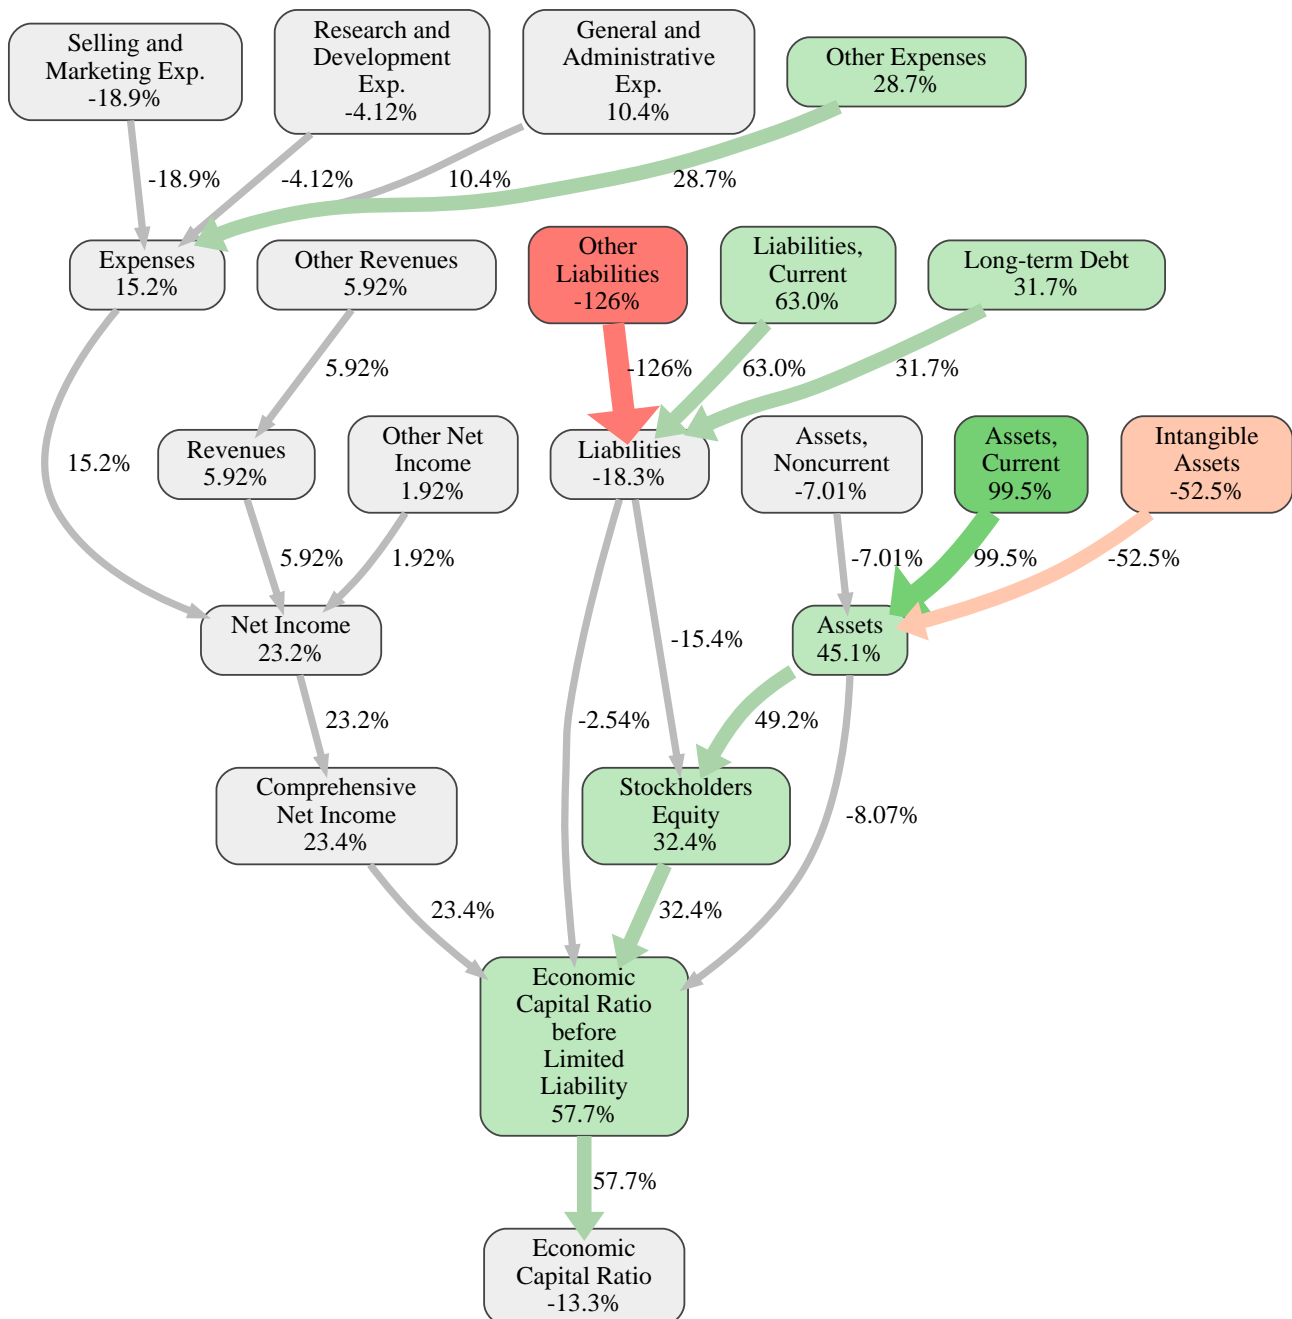 Selling and
Marketing Exp.
-18.9%
Research and
Development
Exp.
-4.12%
General and
Administrative
Exp.
10.4%
Other Expenses
28.7%
-18.9%
-4.12%
10.4%
28.7%
Expenses
15.2%
Other Revenues
5.92%
Other
Liabilities
-126%
Liabilities,
Current
63.0%
Long-term Debt
31.7%
5.92%
-126%
63.0%
31.7%
15.2%
Revenues
5.92%
Other Net
Income
1.92%
Liabilities
-18.3%
Assets,
Noncurrent
-7.01%
Assets,
Current
99.5%
Intangible
Assets
-52.5%
5.92%
1.92%
-7.01%
99.5%
-52.5%
Net Income
23.2%
-15.4%
Assets
45.1%
23.2%
-2.54%
49.2%
Comprehensive
Net Income
23.4%
Stockholders
Equity
32.4%
-8.07%
23.4%
32.4%
Economic
Capital Ratio
before
Limited
Liability
57.7%
57.7%
Economic
Capital Ratio
-13.3%